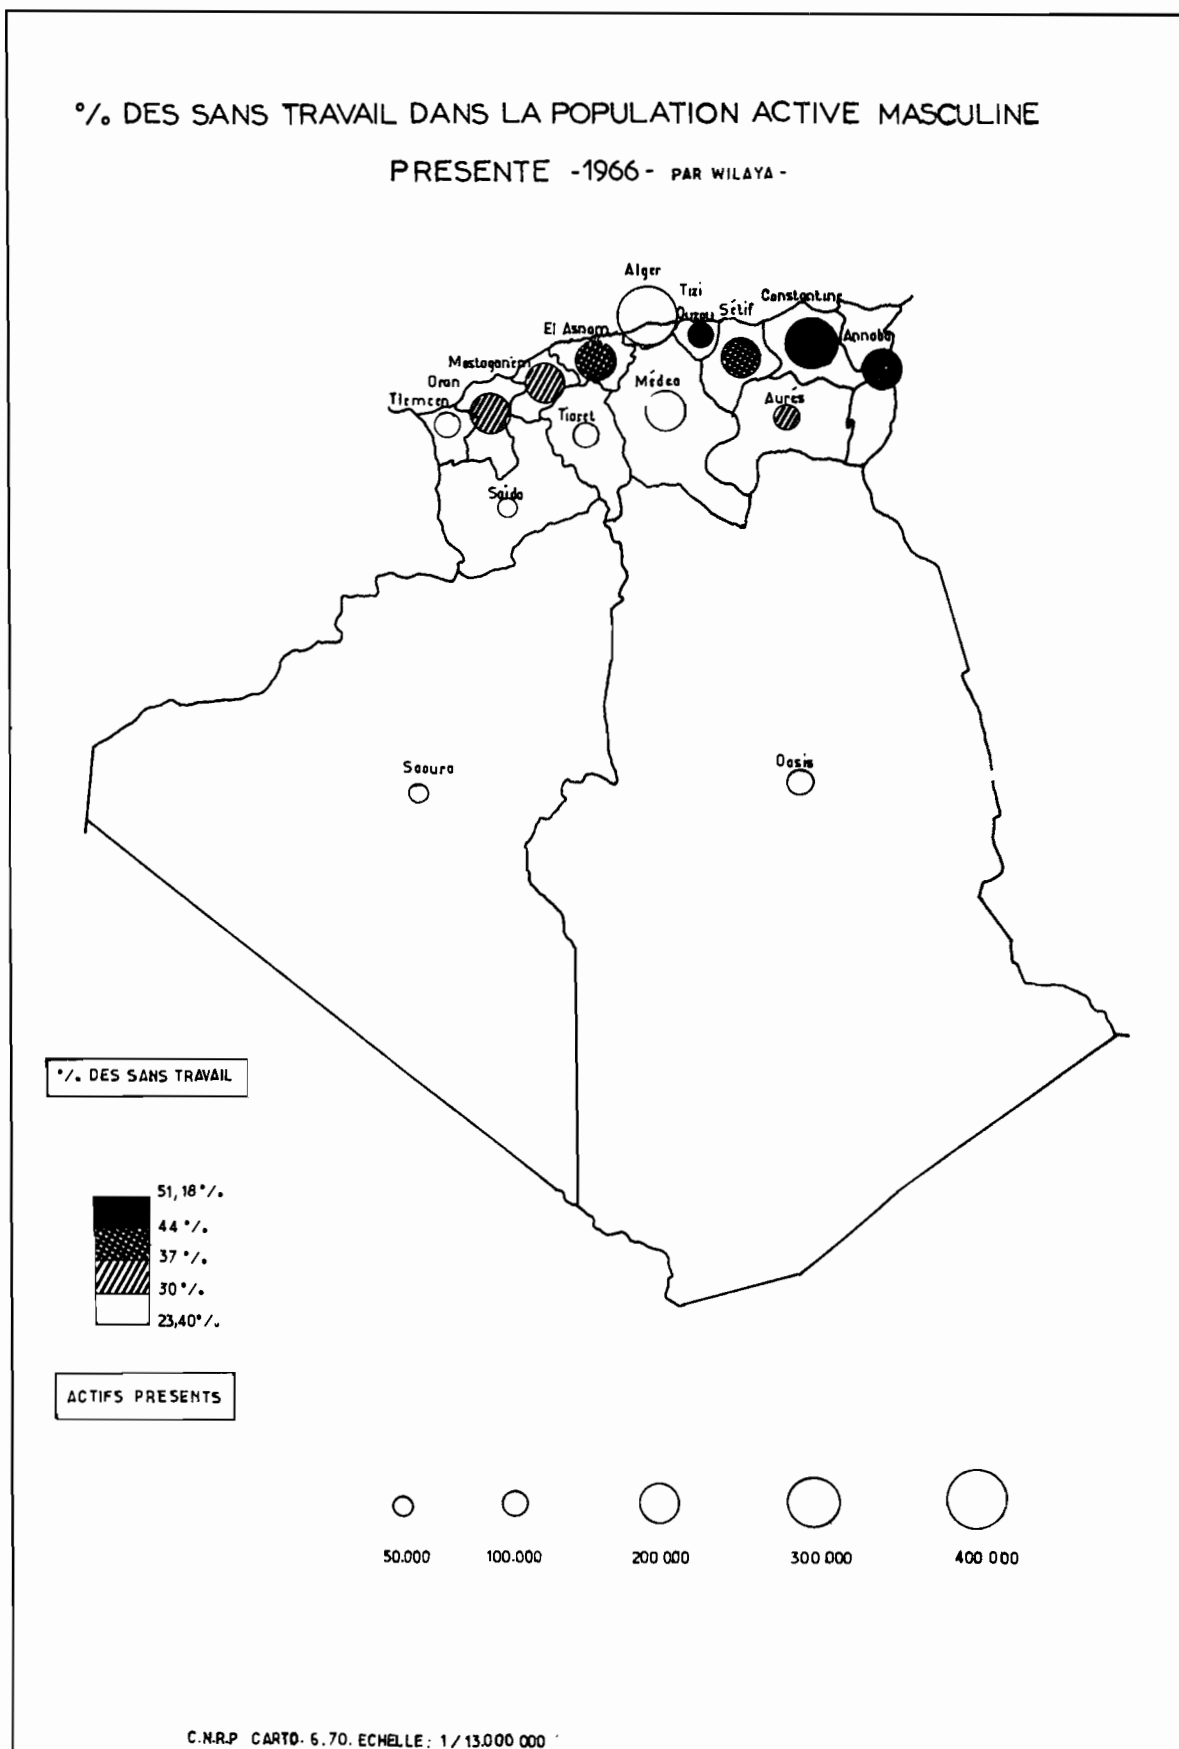 °/. DES SANS TRAVAIL DANS LA POPULATION ACTIVE MASCULINE
PRESENTE -1966- PAR WILAYA -
Alger
Tizi
Ouzou
Sétif
Constantine
Annaba
El Asnam
Mostaganem
Oran
Tlemcen
Médea
Aurés
Tiaret
Saida
Saoura
Oasis
°/. DES SANS TRAVAIL
51,18°/.
44°/.
37°/.
30°/.
23,40°/.
ACTIFS PRESENTS
50.000
100.000
200 000
300.000
400 000
C.N.R.P CARTO. 6.70. ECHELLE: 1/13.000 000